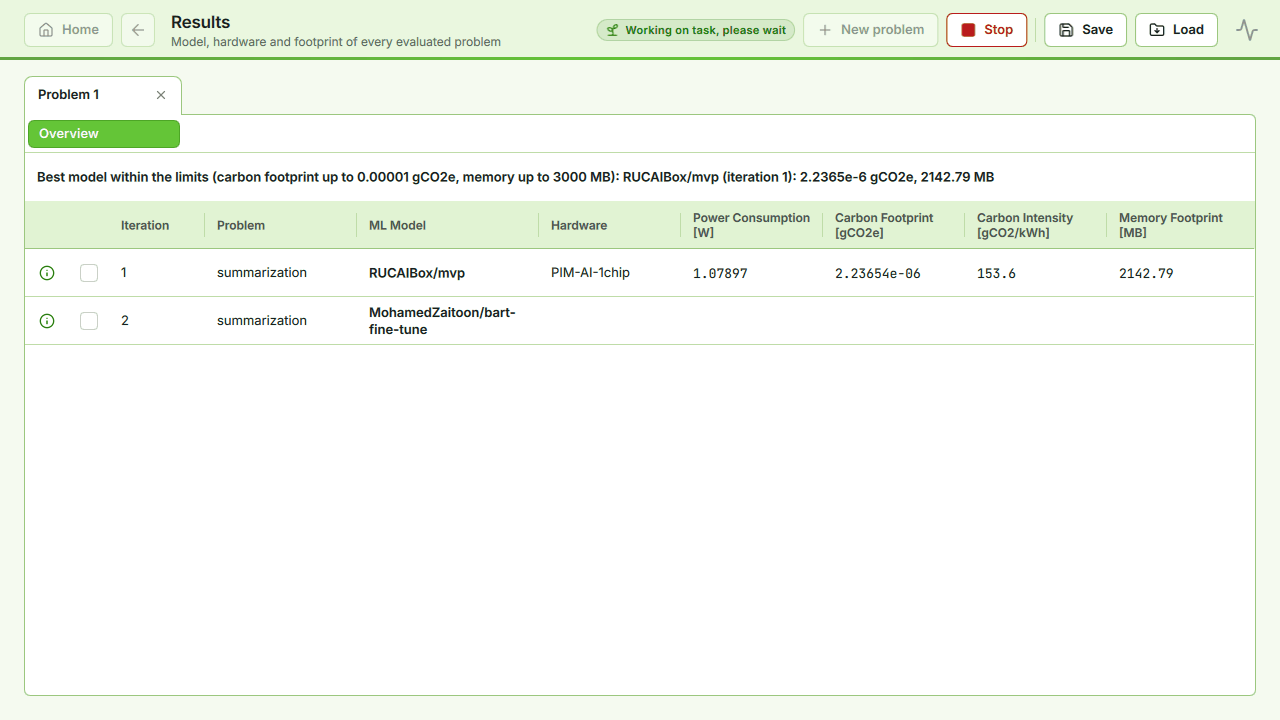 Home
Results
Model, hardware and footprint of every evaluated problem
Working on task, please wait
New problem
Stop
Save
Load
Problem 1
Overview
Best model within the limits (carbon footprint up to 0.00001 gCO2e, memory up to 3000 MB): RUCAIBox/mvp (iteration 1): 2.2365e-6 gCO2e, 2142.79 MB
Iteration Problem ML Model Hardware Power Consumption [W] Carbon Footprint [gCO2e] Carbon Intensity [gCO2/kWh] Memory Footprint [MB]
1 summarization RUCAIBox/mvp PIM-AI-1chip 1.07897 2.23654e-06 153.6 2142.79
2 summarization MohamedZaitoon/bart-
fine-tune